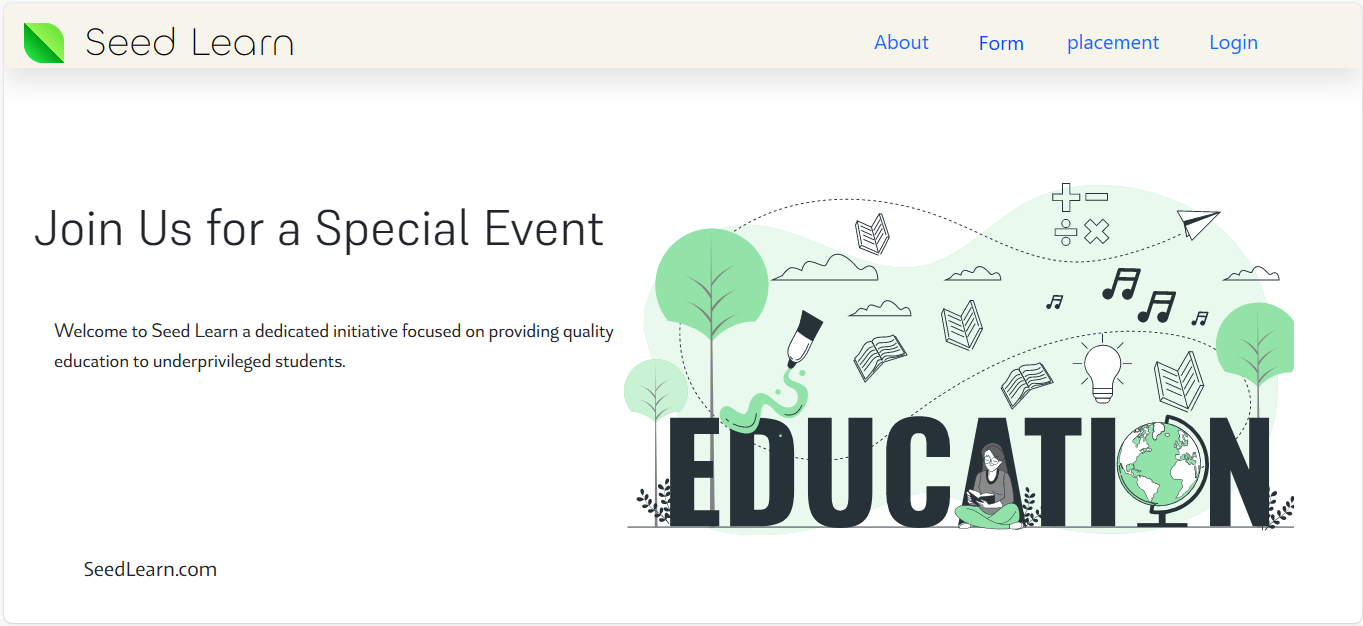 Seed Learn
About Form placement Login
Join Us for a Special Event
Welcome to Seed Learn a dedicated initiative focused on providing quality
education to underprivileged students.
EDUCATION
SeedLearn.com